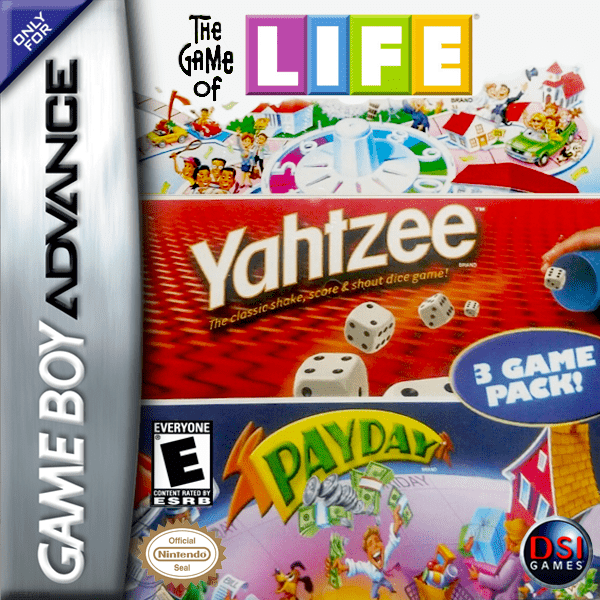 ONLY
FOR
GAME BOY ADVANCE
The
Game
of
LIFE
BRAND
Yahtzee™
BRAND
The classic shake, score & shout dice game!
3 GAME
PACK!
EVERYONE
E
CONTENT RATED BY
ESRB
PAYDAY
BRAND
Official
Nintendo
Seal
DSI
GAMES